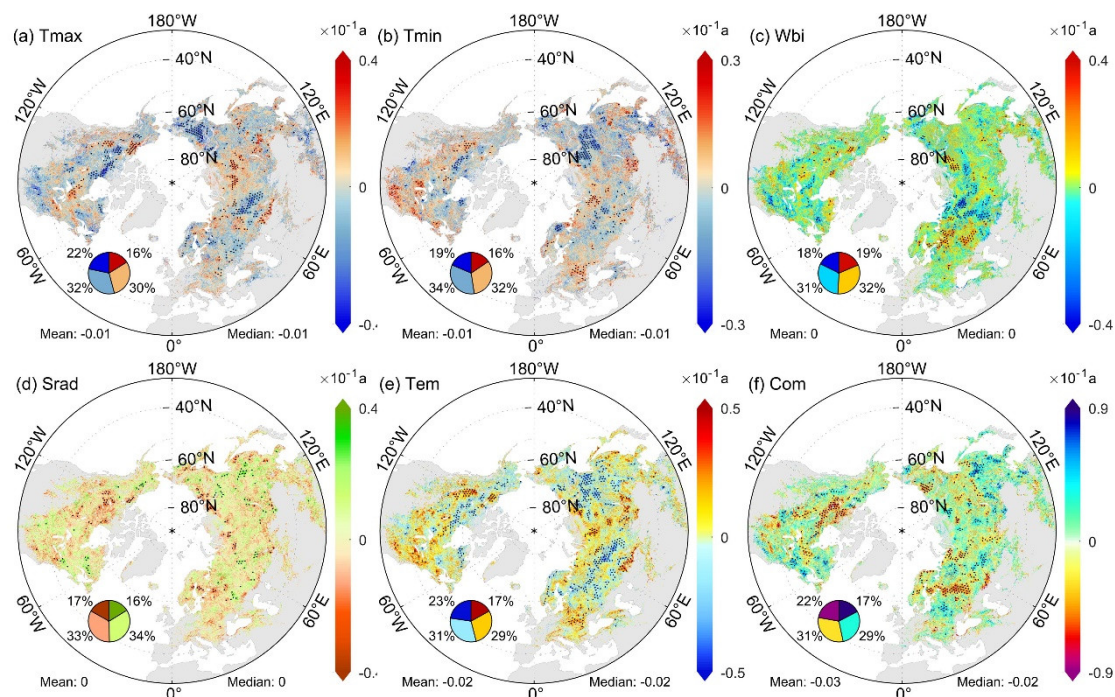 180°W 180°W 180°W
(a) Tmax ×10⁻¹a (b) Tmin ×10⁻¹a (c) Wbi ×10⁻¹a
0.4 0.3 0.4
40°N 40°N 40°N
120°W 120°E 120°W 120°E 120°W 120°E
60°N 60°N 60°N
80°N 80°N 80°N
0 0 0
60°W 60°E 60°W 60°E 60°W 60°E
22% 16% 19% 16% 18% 19%
32% 30% 34% 32% 31% 32%
-0. -0.3 -0.4
Mean: -0.01 Median: -0.01 Mean: -0.01 Median: -0.01 Mean: 0 Median: 0
0° 0° 0°
180°W 180°W 180°W
(d) Srad ×10⁻¹a (e) Tem ×10⁻¹a (f) Com ×10⁻¹a
0.4 0.5 0.9
40°N 40°N 40°N
120°W 120°E 120°W 120°E 120°W 120°E
60°N 60°N 60°N
80°N 80°N 80°N
0 0 0
60°W 60°E 60°W 60°E 60°W 60°E
17% 16% 23% 17% 22% 17%
33% 34% 31% 29% 31% 29%
-0. -0.5 -0.9
Mean: 0 Median: 0 Mean: -0.02 Median: -0.02 Mean: -0.03 Median: -0.02
0° 0° 0°